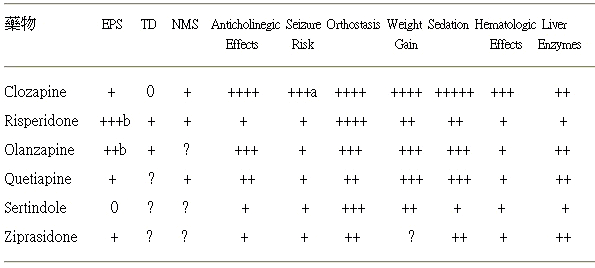 藥物 EPS TD NMS Anticholinegic Seizure Orthostasis Weight Sedation Hematologic Liver
Effects Risk Gain Effects Enzymes
Clozapine + 0 + ++++ +++a ++++ ++++ +++++ +++ ++
Risperidone +++b + + + + ++++ ++ ++ + +
Olanzapine ++b + ? +++ + +++ +++ +++ + ++
Quetiapine + ? + ++ + ++ +++ +++ + ++
Sertindole 0 ? ? + + +++ ++ + + +
Ziprasidone + ? ? + + ++ ? ++ + ++